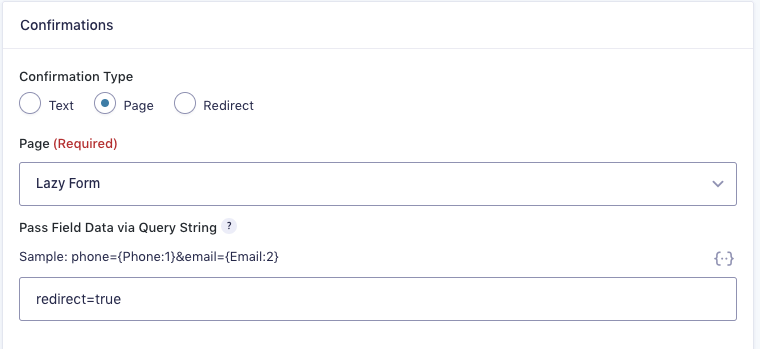 Confirmations
Confirmation Type
Text Page Redirect
Page (Required)
Lazy Form
Pass Field Data via Query String ?
Sample: phone={Phone:1}&email={Email:2}
{··}
redirect=true